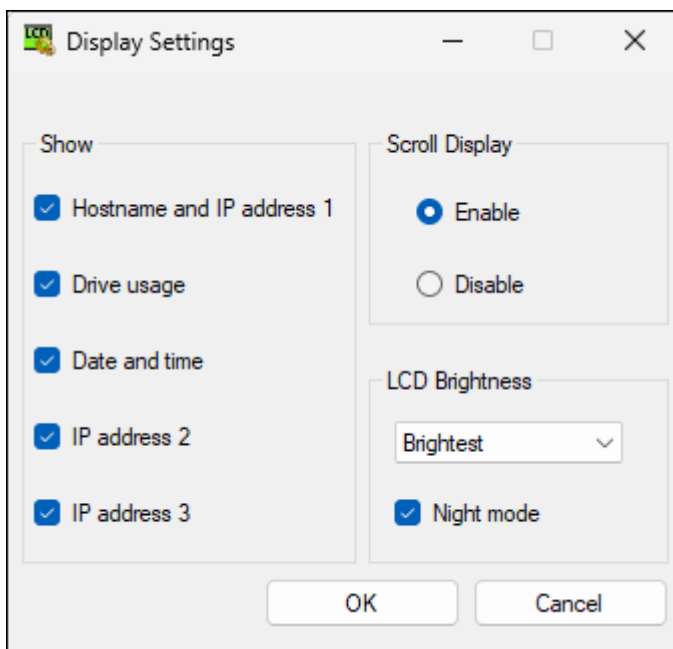 LCD
Display Settings
Show
Hostname and IP address 1
Drive usage
Date and time
IP address 2
IP address 3
Scroll Display
Enable
Disable
LCD Brightness
Brightest
Night mode
OK
Cancel